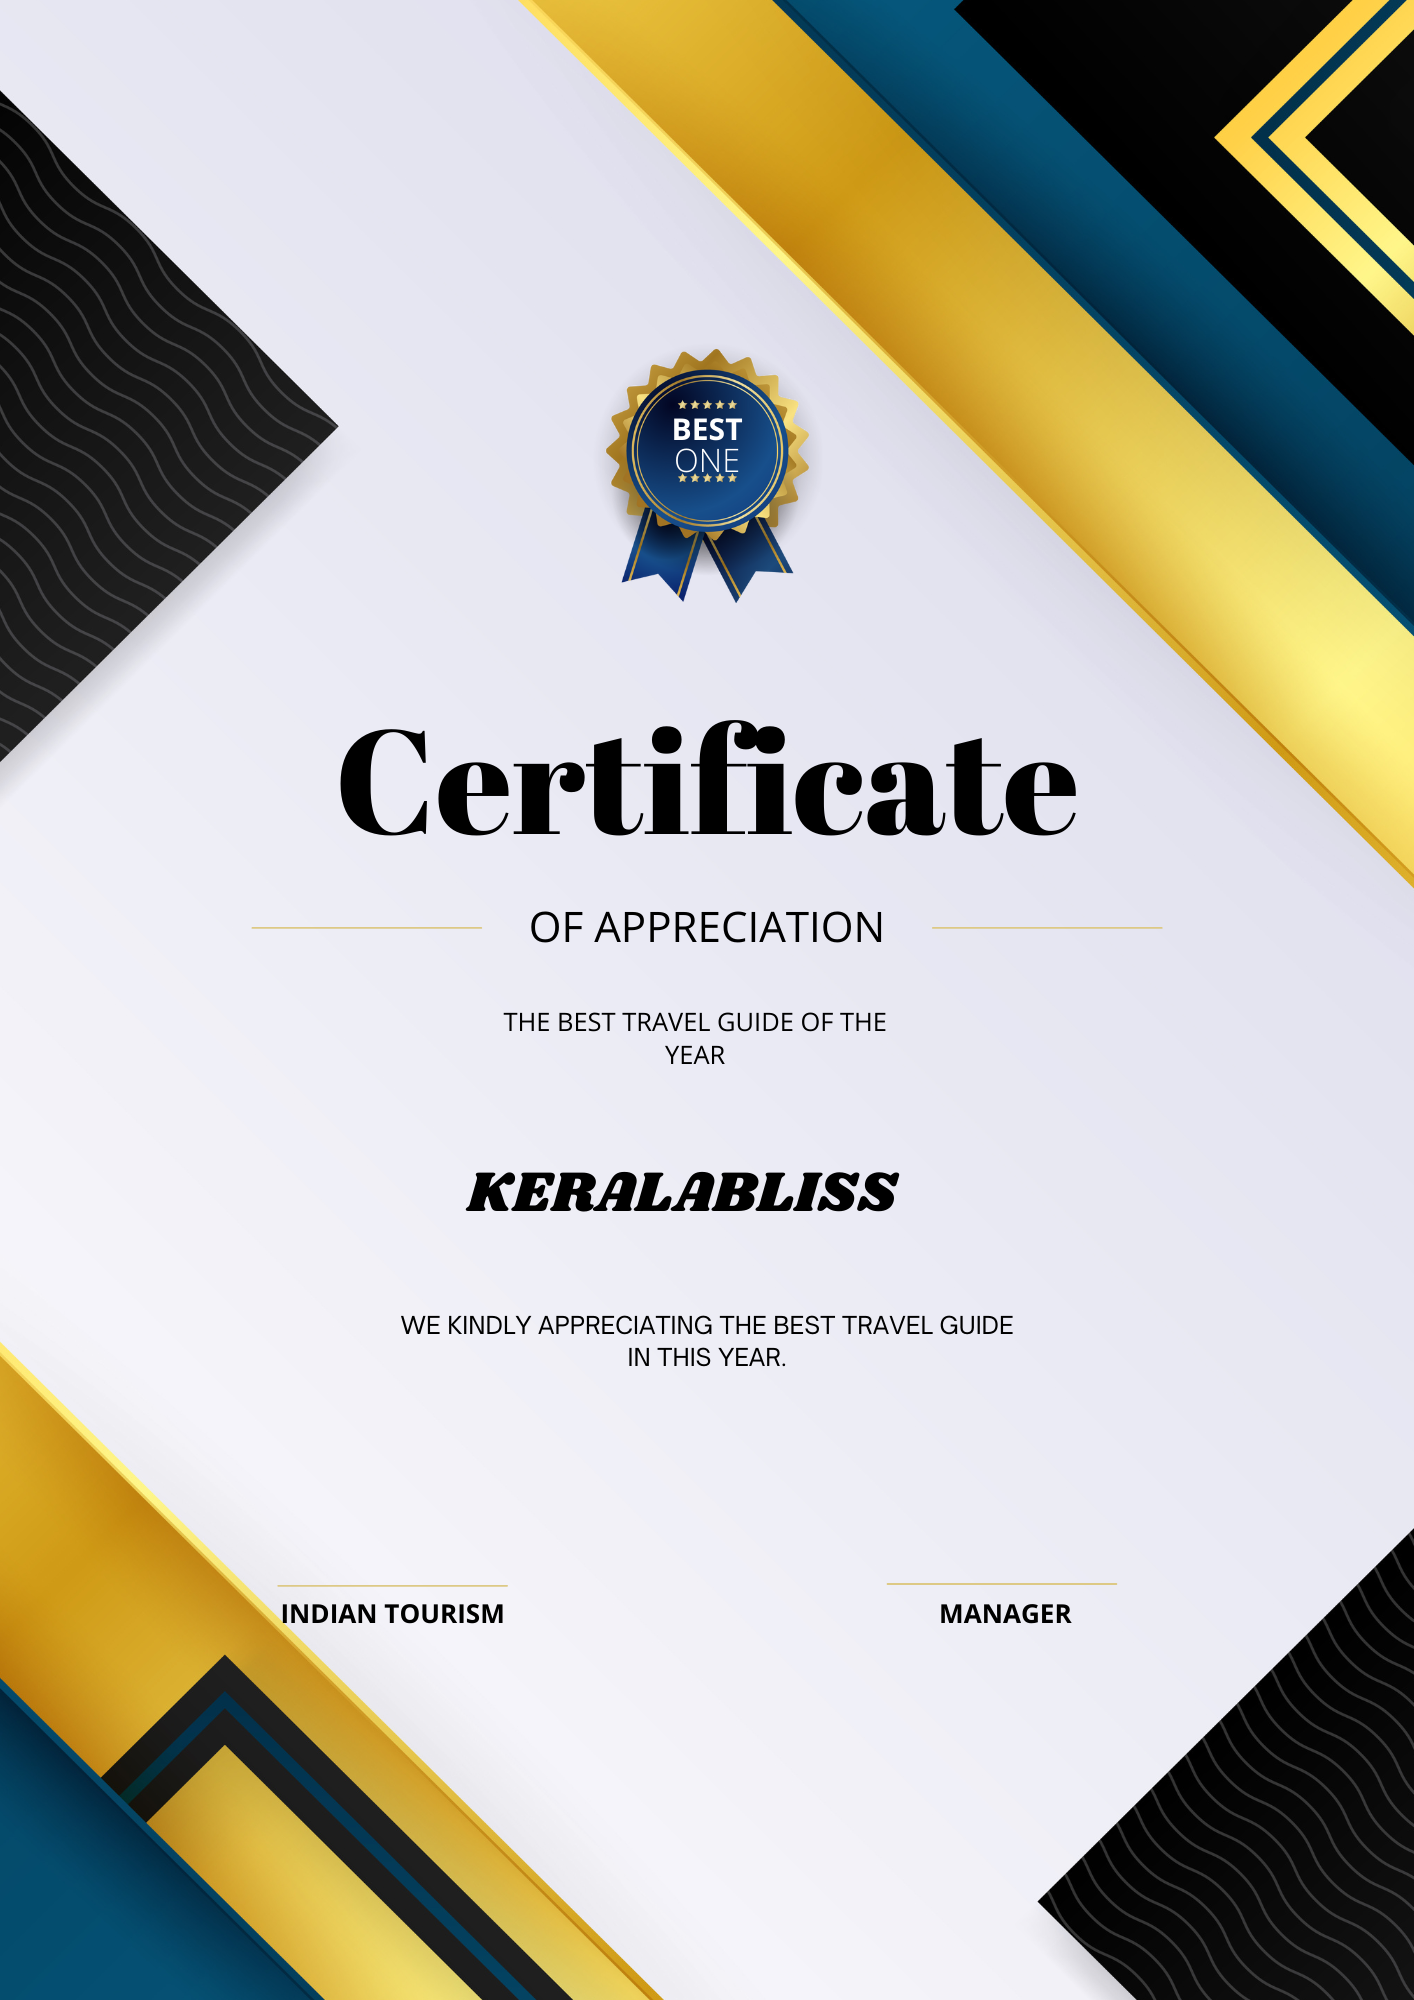 BEST
ONE
Certificate
OF APPRECIATION
THE BEST TRAVEL GUIDE OF THE
YEAR
KERALABLISS
WE KINDLY APPRECIATING THE BEST TRAVEL GUIDE
IN THIS YEAR.
INDIAN TOURISM
MANAGER